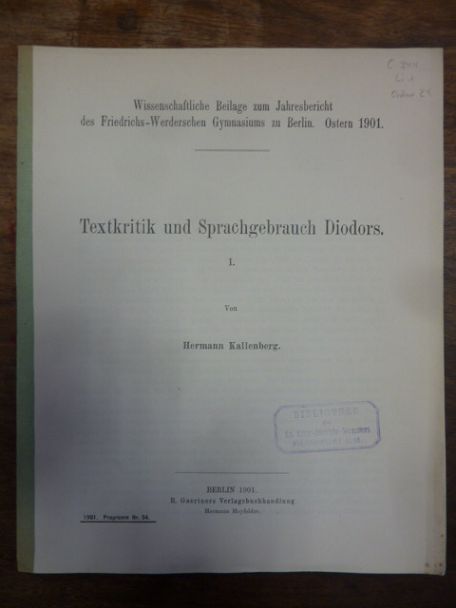 Wissenschaftliche Beilage zum Jahresbericht
des Friedrichs-Werderschen Gymnasiums zu Berlin. Ostern 1901.
Textkritik und Sprachgebrauch Diodors.
I.
Von
Hermann Kallenberg.
BIBLIOTHEK
BERLIN 1901.
R. Gaertners Verlagsbuchhandlung
Hermann Heyfelder.
1901. Programm Nr. 54.